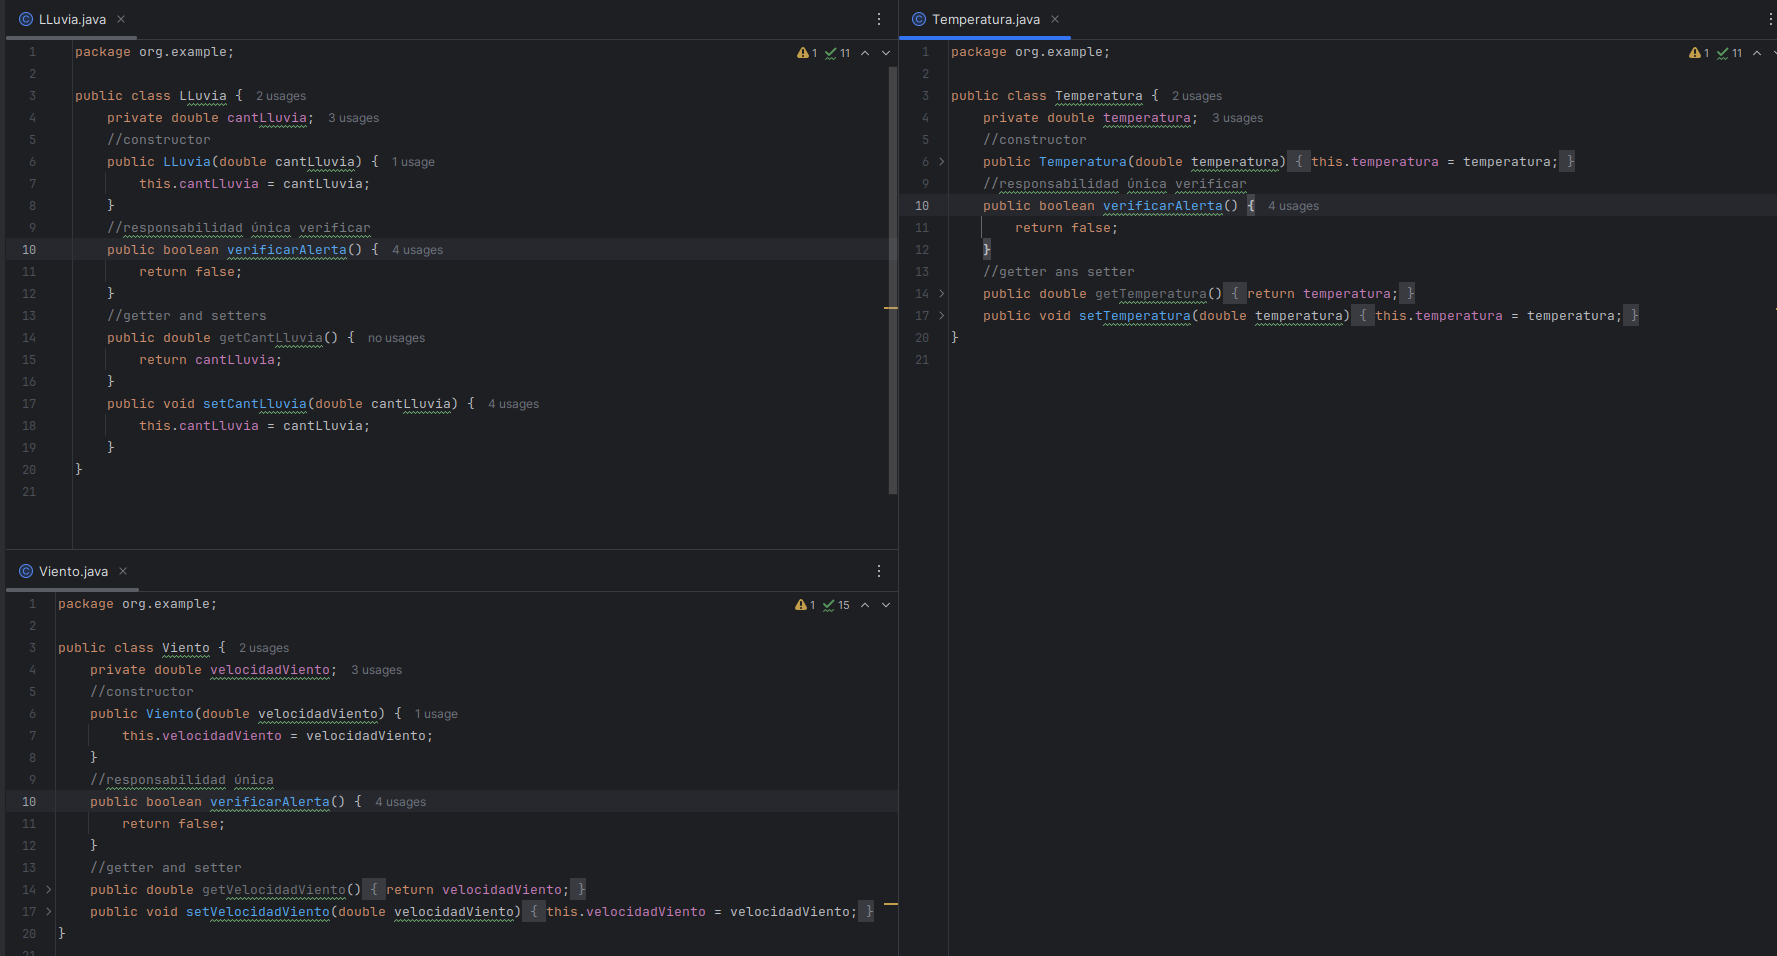 LLuvia.java
1 11
1 package org.example;
2
3 public class LLuvia { 2 usages
4 private double cantLluvia; 3 usages
5 //constructor
6 public LLuvia(double cantLluvia) { 1 usage
7 this.cantLluvia = cantLluvia;
8 }
9 //responsabilidad única verificar
10 public boolean verificarAlerta() { 4 usages
11 return false;
12 }
13 //getter and setters
14 public double getCantLluvia() { no usages
15 return cantLluvia;
16 }
17 public void setCantLluvia(double cantLluvia) { 4 usages
18 this.cantLluvia = cantLluvia;
19 }
20 }
21
Viento.java
1 15
1 package org.example;
2
3 public class Viento { 2 usages
4 private double velocidadViento; 3 usages
5 //constructor
6 public Viento(double velocidadViento) { 1 usage
7 this.velocidadViento = velocidadViento;
8 }
9 //responsabilidad única
10 public boolean verificarAlerta() { 4 usages
11 return false;
12 }
13 //getter and setter
14 public double getVelocidadViento() { return velocidadViento; }
17 public void setVelocidadViento(double velocidadViento) { this.velocidadViento = velocidadViento; }
20 }
21
Temperatura.java
1 11
1 package org.example;
2
3 public class Temperatura { 2 usages
4 private double temperatura; 3 usages
5 //constructor
6 public Temperatura(double temperatura) { this.temperatura = temperatura; }
9 //responsabilidad única verificar
10 public boolean verificarAlerta() { 4 usages
11 return false;
12 }
13 //getter ans setter
14 public double getTemperatura() { return temperatura; }
17 public void setTemperatura(double temperatura) { this.temperatura = temperatura; }
20 }
21